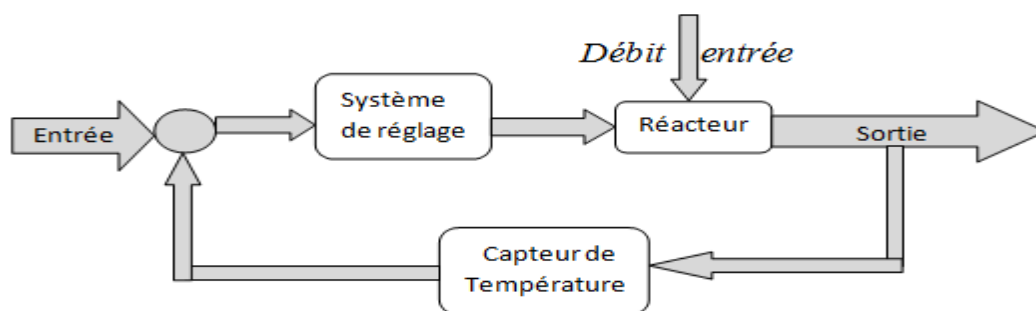 Débit entrée
Entrée
Système
de réglage
Réacteur
Sortie
Capteur de
Température